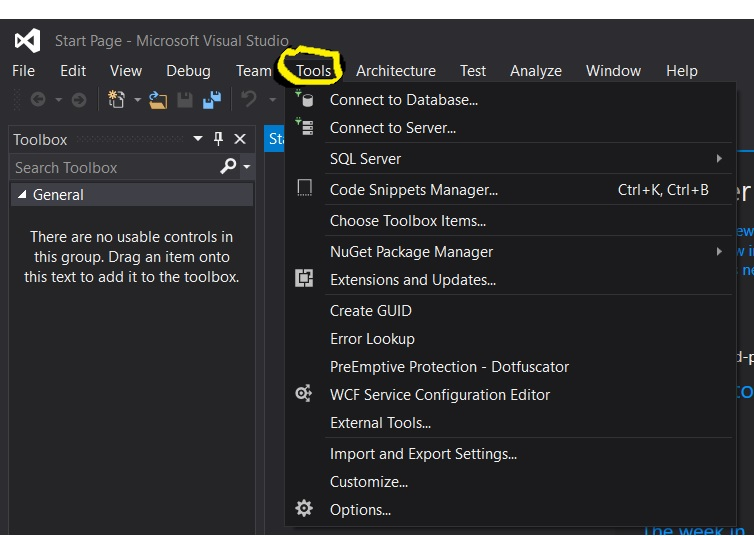 Start Page - Microsoft Visual Studio
File Edit View Debug Team Tools Architecture Test Analyze Window Help
Toolbox
Search Toolbox
General
There are no usable controls in
this group. Drag an item onto
this text to add it to the toolbox.
Connect to Database...
Connect to Server...
SQL Server
Code Snippets Manager... Ctrl+K, Ctrl+B
Choose Toolbox Items...
NuGet Package Manager
Extensions and Updates...
Create GUID
Error Lookup
PreEmptive Protection - Dotfuscator
WCF Service Configuration Editor
External Tools...
Import and Export Settings...
Customize...
Options...
The week in